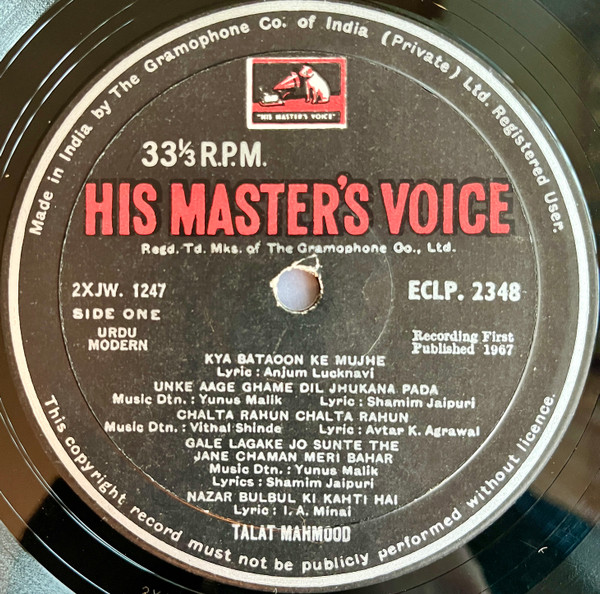 Made in India by The Gramophone Co. of India (Private) Ltd. Registered User.
"HIS MASTER'S VOICE"
33⅓ R.P.M.
HIS MASTER'S VOICE
Regd. Td. Mks. of The Gramophone Co., Ltd.
2XJW. 1247
ECLP. 2348
SIDE ONE
URDU
MODERN
Recording First
Published 1967
KYA BATAOON KE MUJHE
Lyric : Anjum Lucknavi
UNKE AAGE GHAME DIL JHUKANA PADA
Music Dtn. : Yunus Malik Lyric : Shamim Jaipuri
CHALTA RAHUN CHALTA RAHUN
Music Dtn. : Vithal Shinde Lyric : Avtar K. Agrawal
GALE LAGAKE JO SUNTE THE
JANE CHAMAN MERI BAHAR
Music Dtn. : Yunus Malik
Lyrics : Shamim Jaipuri
NAZAR BULBUL KI KAHTI HAI
Lyric : I. A. Minai
TALAT MAHMOOD
This copyright record must not be publicly performed without licence.